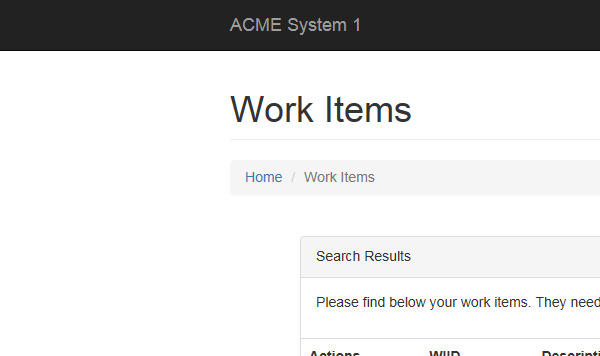 ACME System 1
Work Items
Home / Work Items
Search Results
Please find below your work items. They need
Actions WIID